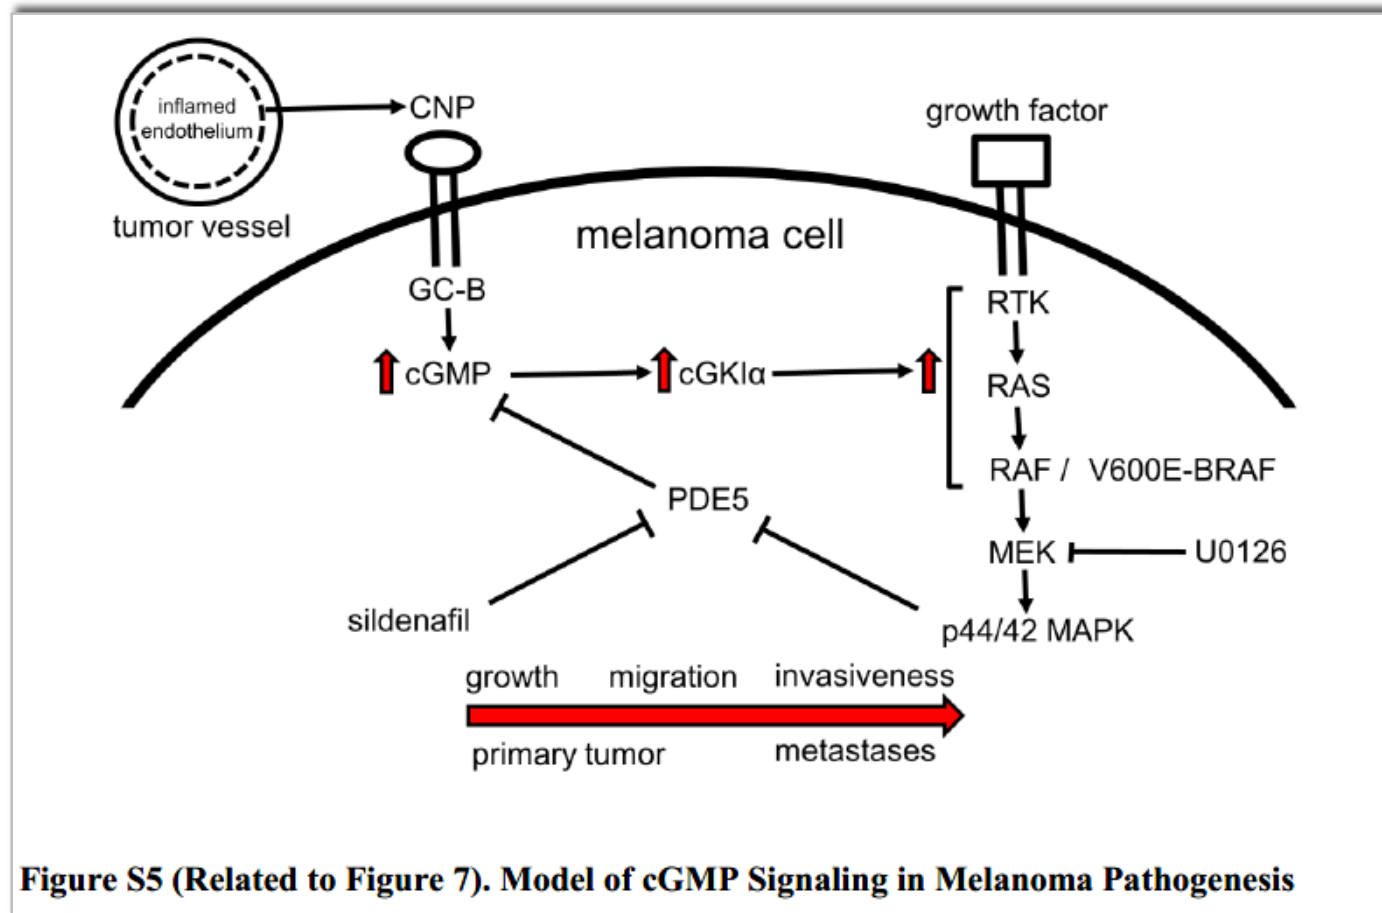 inflamed
endothelium
CNP
growth factor
tumor vessel
melanoma cell
GC-B
RTK
cGMP
cGKIα
RAS
RAF / V600E-BRAF
PDE5
MEK
U0126
sildenafil
p44/42 MAPK
growth migration invasiveness
primary tumor metastases
Figure S5 (Related to Figure 7). Model of cGMP Signaling in Melanoma Pathogenesis